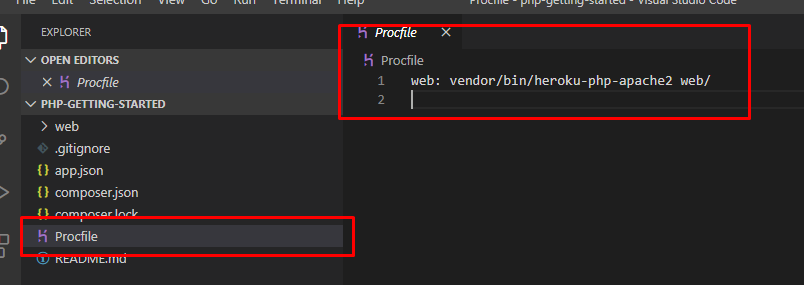 File Edit Selection View Go Run Terminal Help Procfile - php-getting-started - Visual Studio Code
EXPLORER
OPEN EDITORS
Procfile
PHP-GETTING-STARTED
web
.gitignore
app.json
composer.json
composer.lock
Procfile
README.md
Procfile
Procfile
1 web: vendor/bin/heroku-php-apache2 web/
2